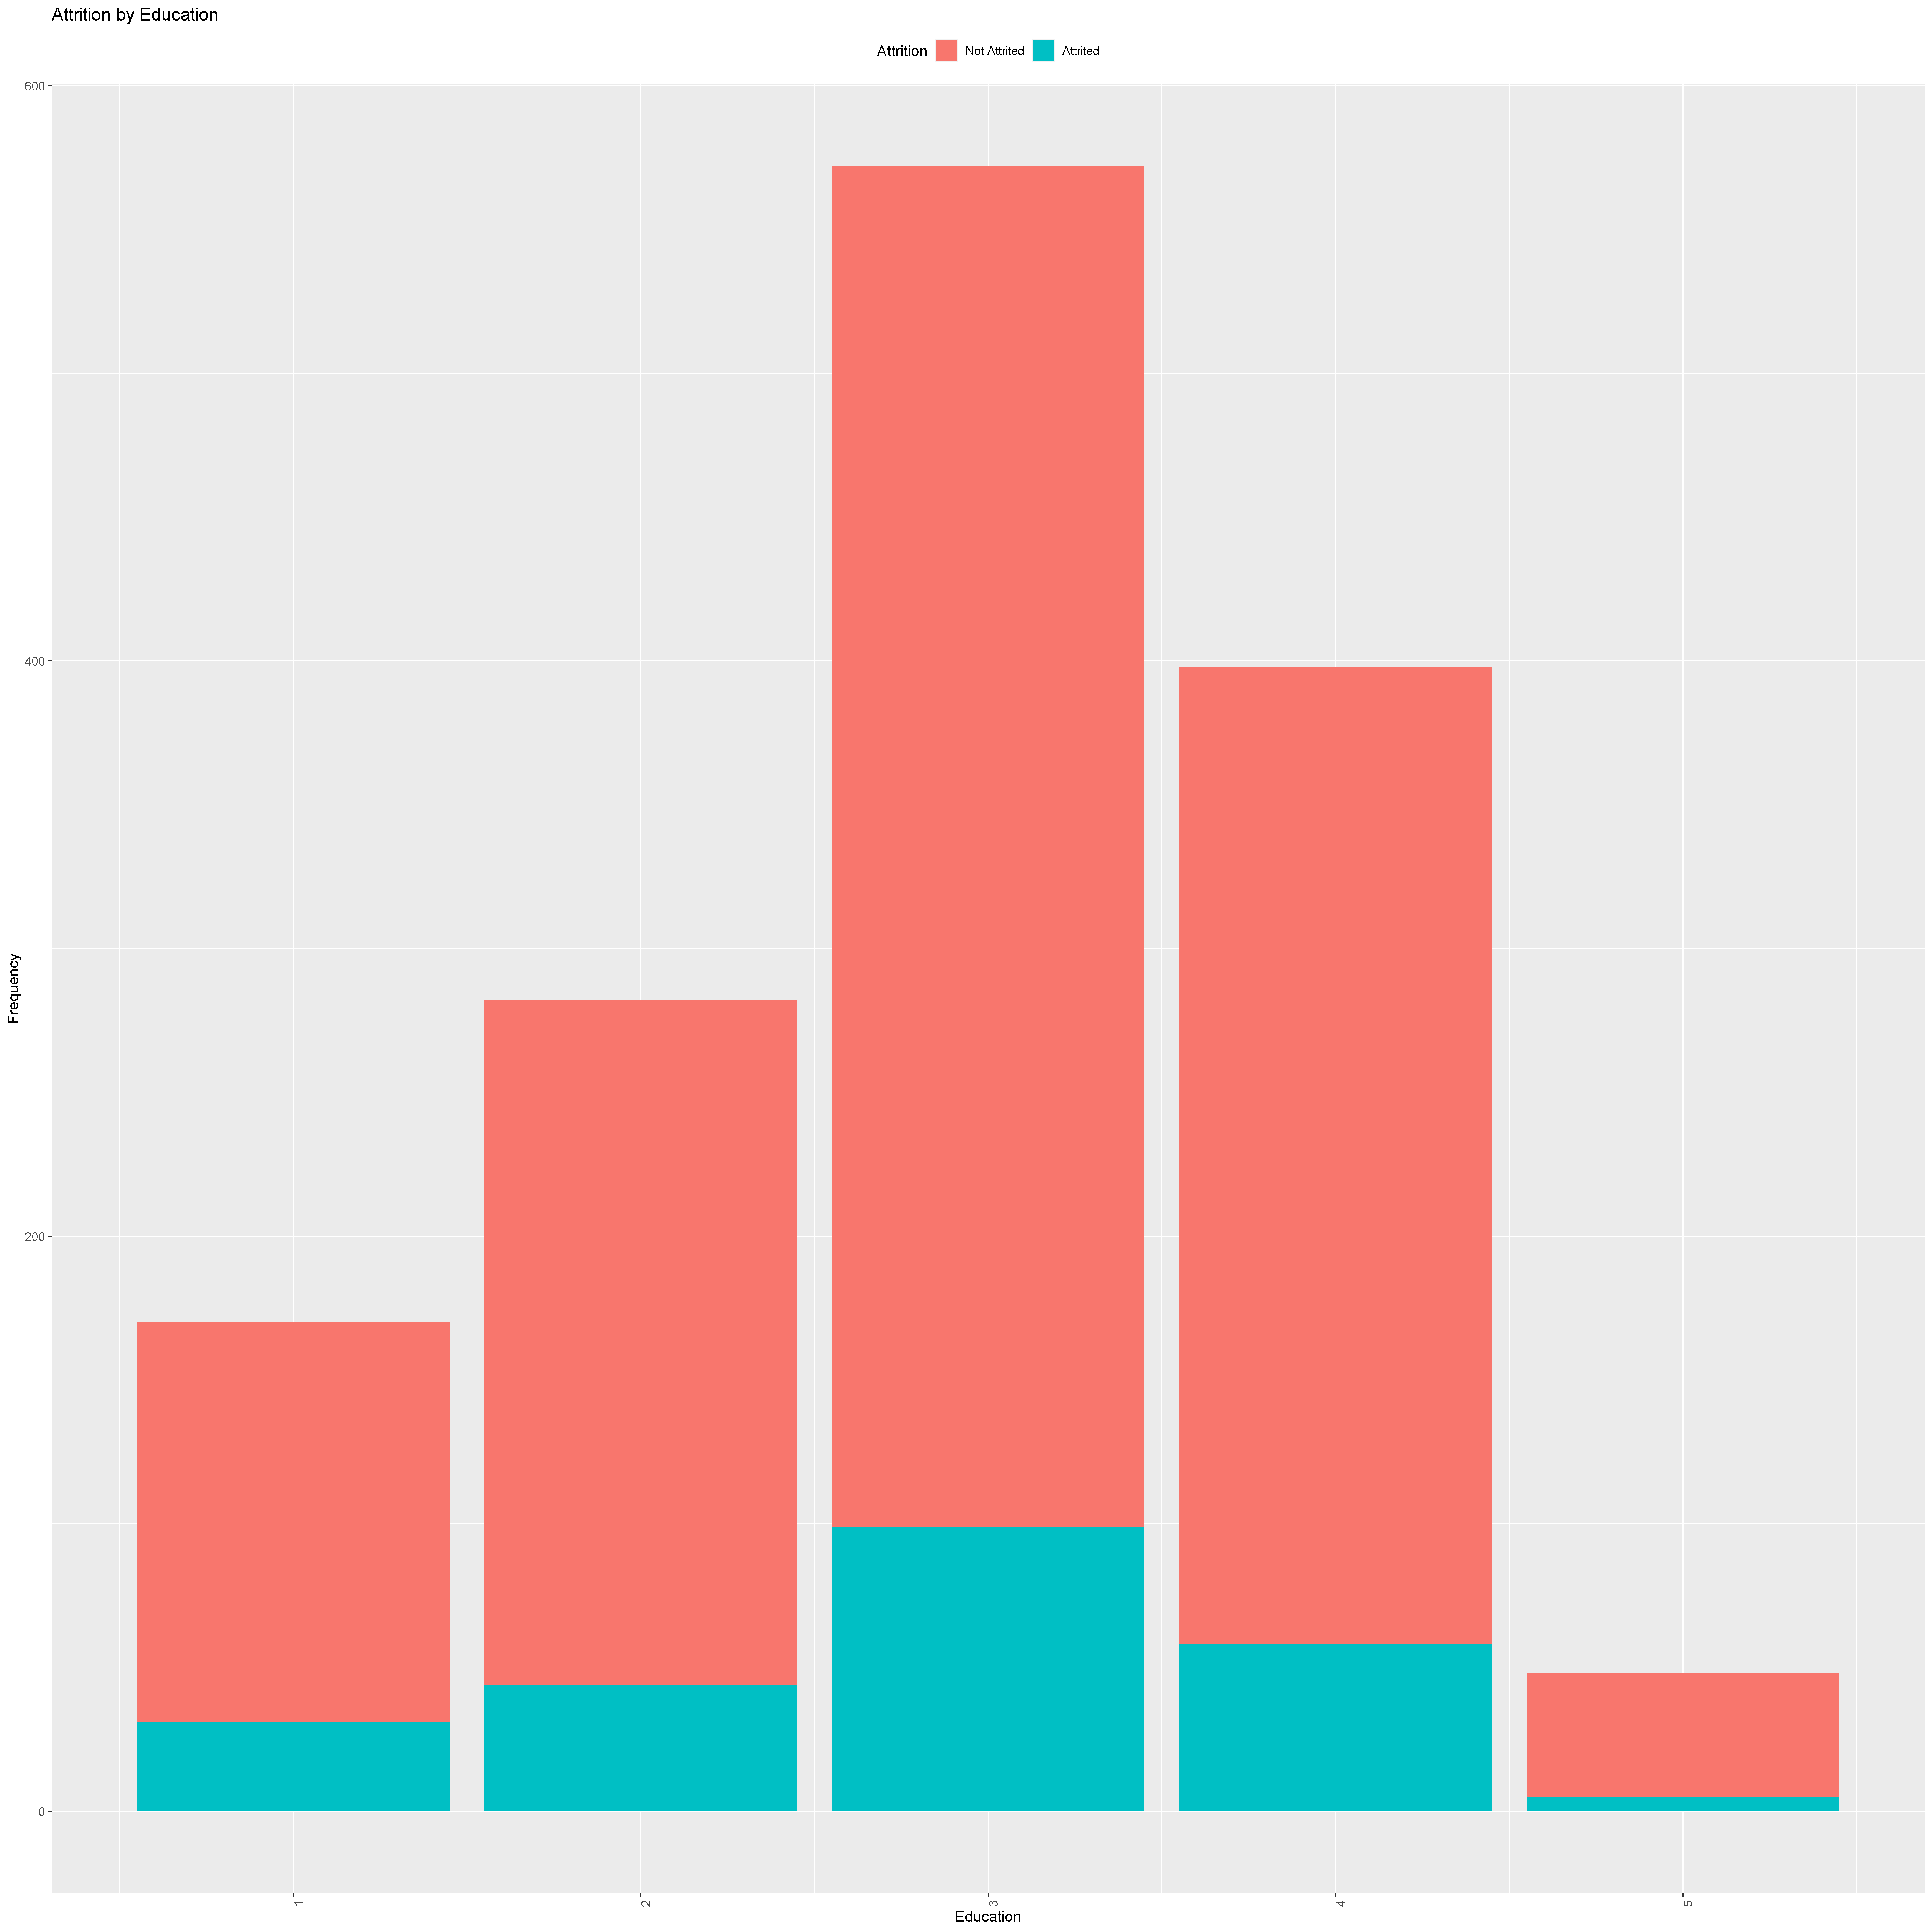 Attrition by Education
Attrition Not Attrited Attrited
600
400
200
0
Frequency
1 2 3 4 5
Education